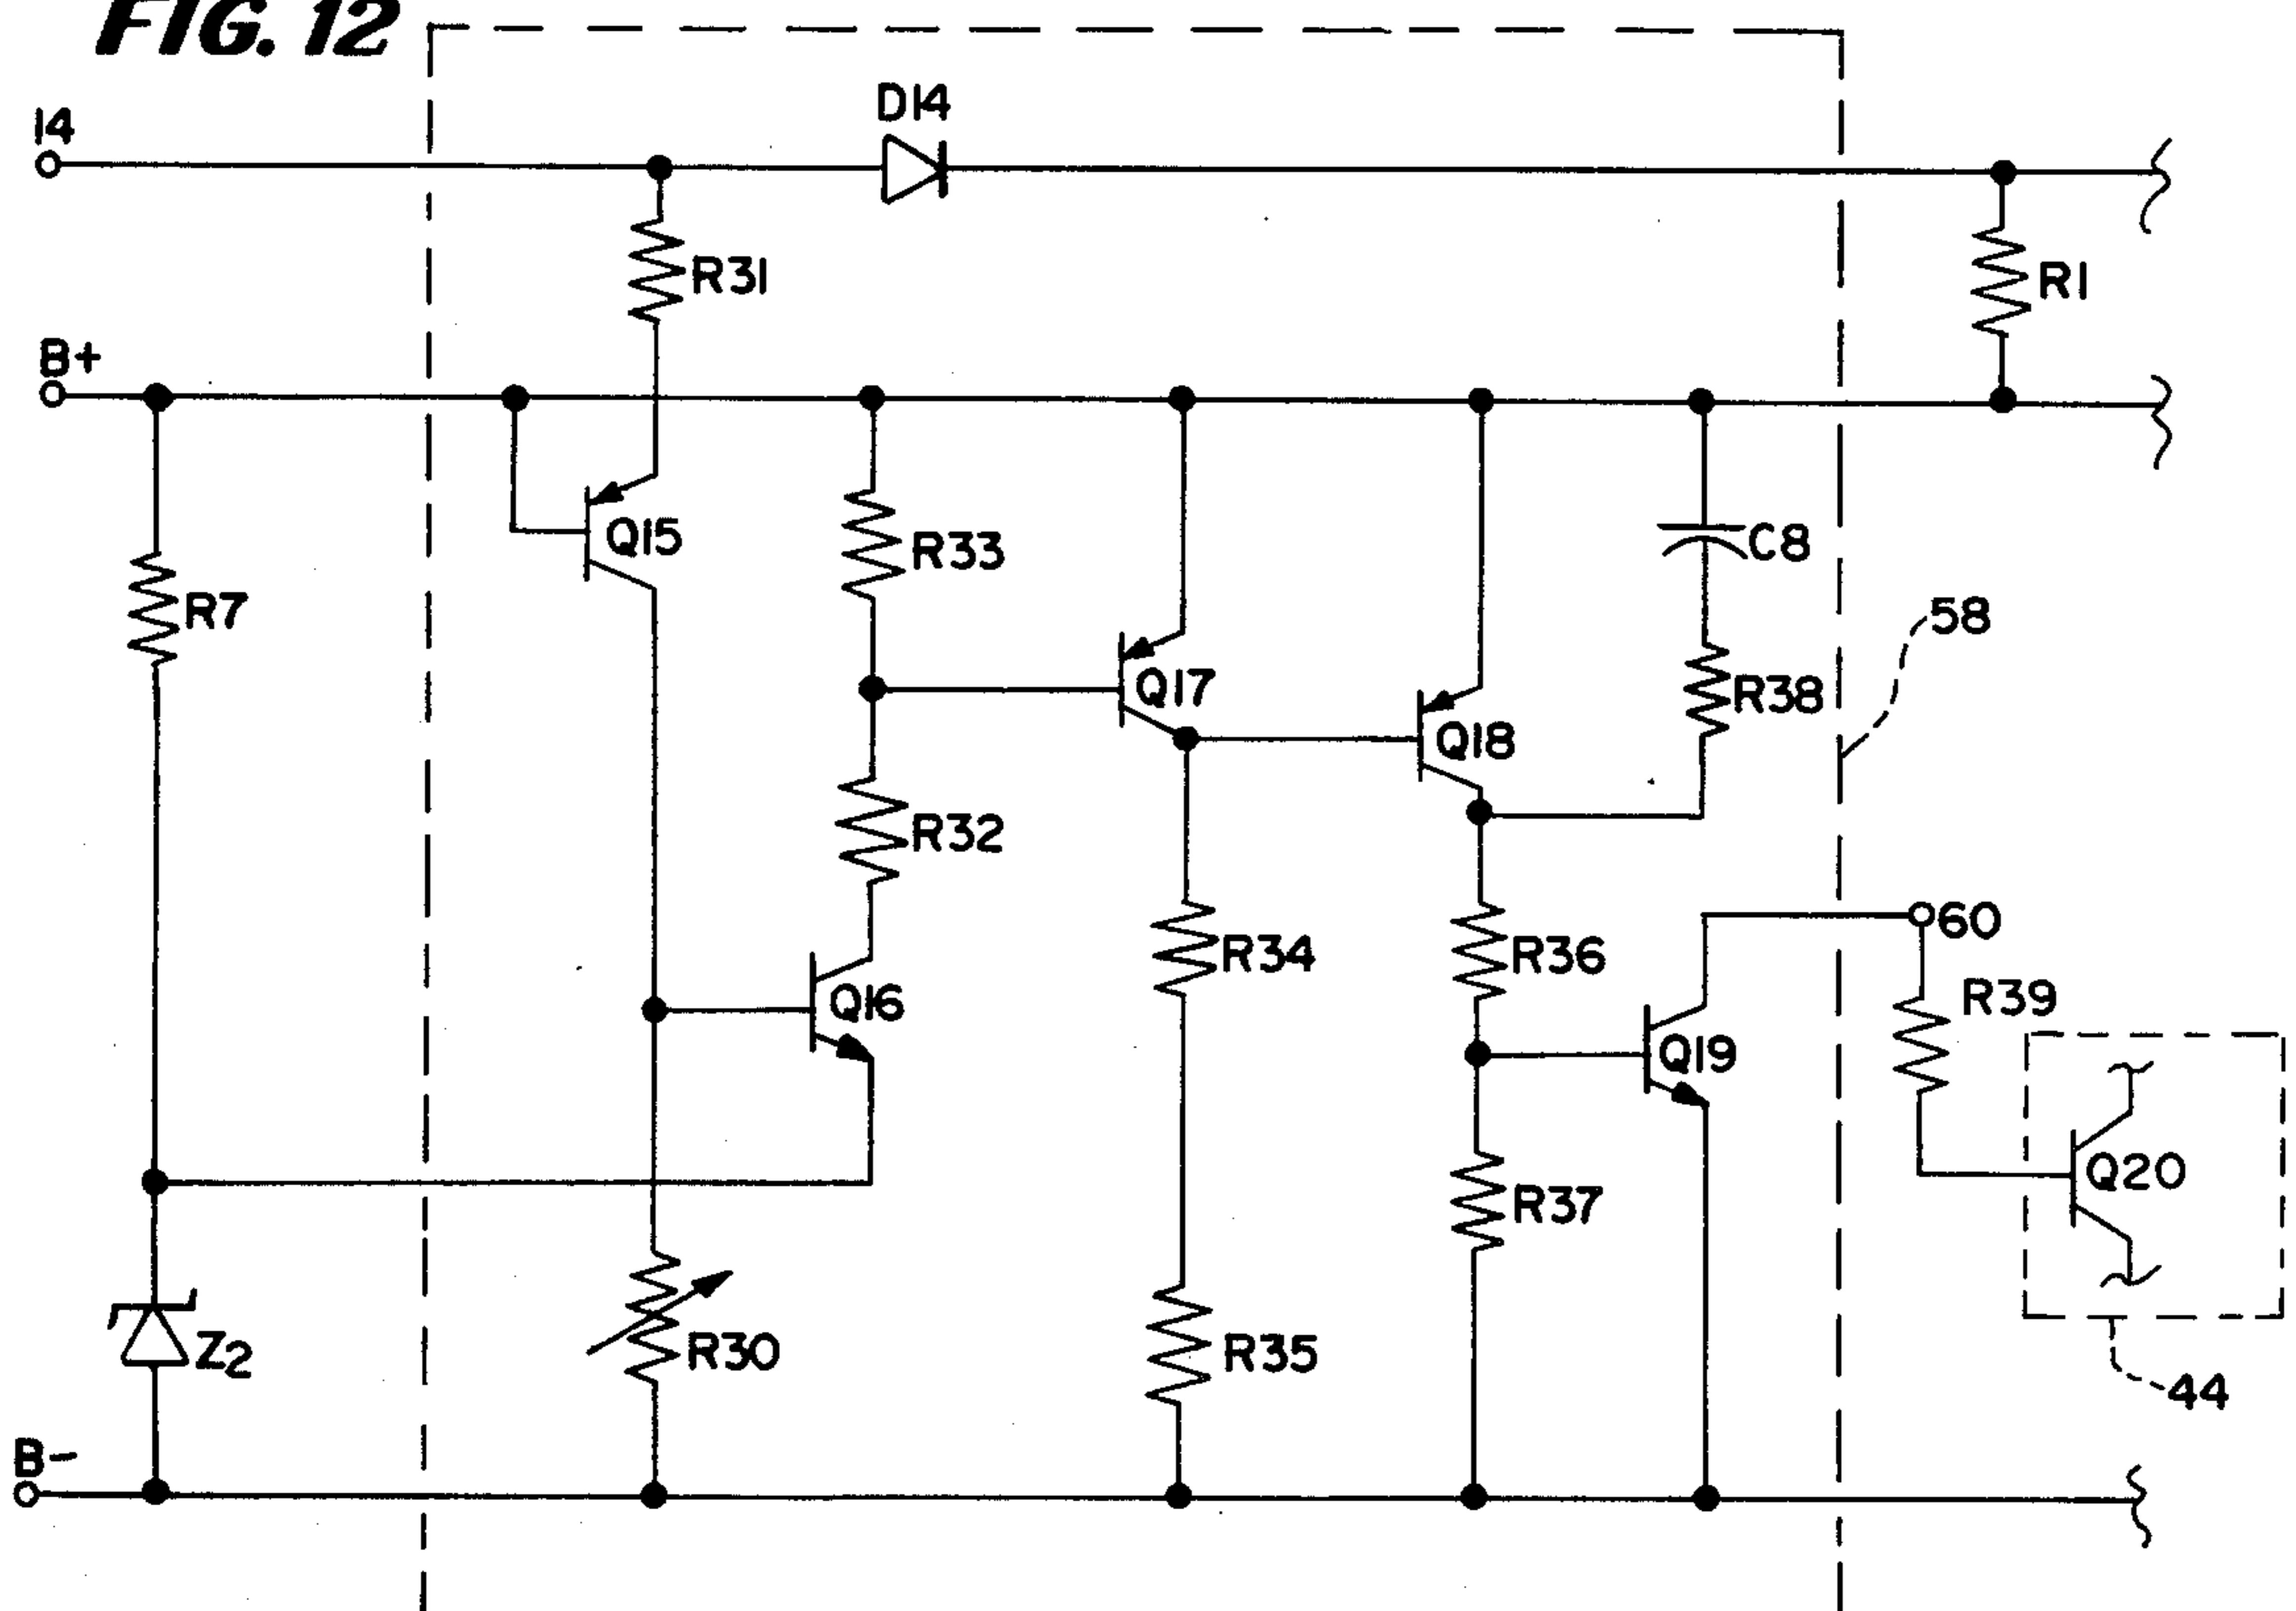 FIG. 12
14
D14
R31
R1
B+
Q15
R33
C8
R7
58
Q17
R38
Q18
R32
60
R34
R36
Q16
R39
Q19
Q20
R37
Z2
R30
R35
44
B-